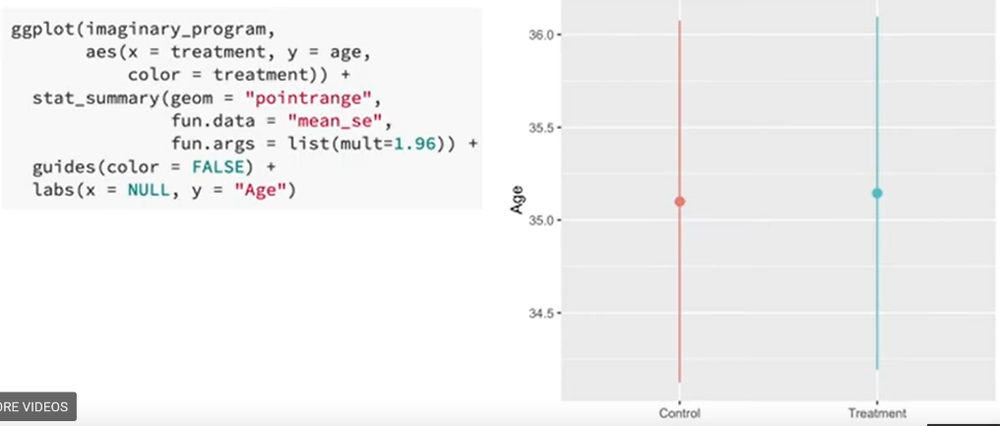 ggplot(imaginary_program,
aes(x = treatment, y = age,
color = treatment)) +
stat_summary(geom = "pointrange",
fun.data = "mean_se",
fun.args = list(mult=1.96)) +
guides(color = FALSE) +
labs(x = NULL, y = "Age")
ORE VIDEOS
Age
36.0
35.5
35.0
34.5
Control
Treatment